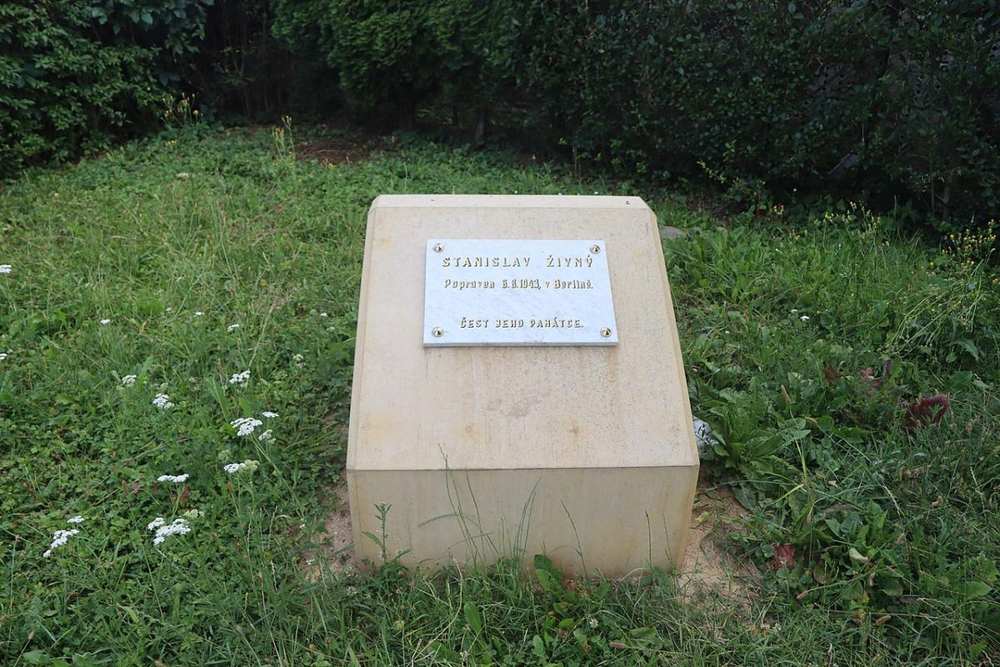 STANISLAV ŽIVNÝ
Popraven 6.8.1943, v Berlíně.
ČEST JEHO PAMÁTCE.